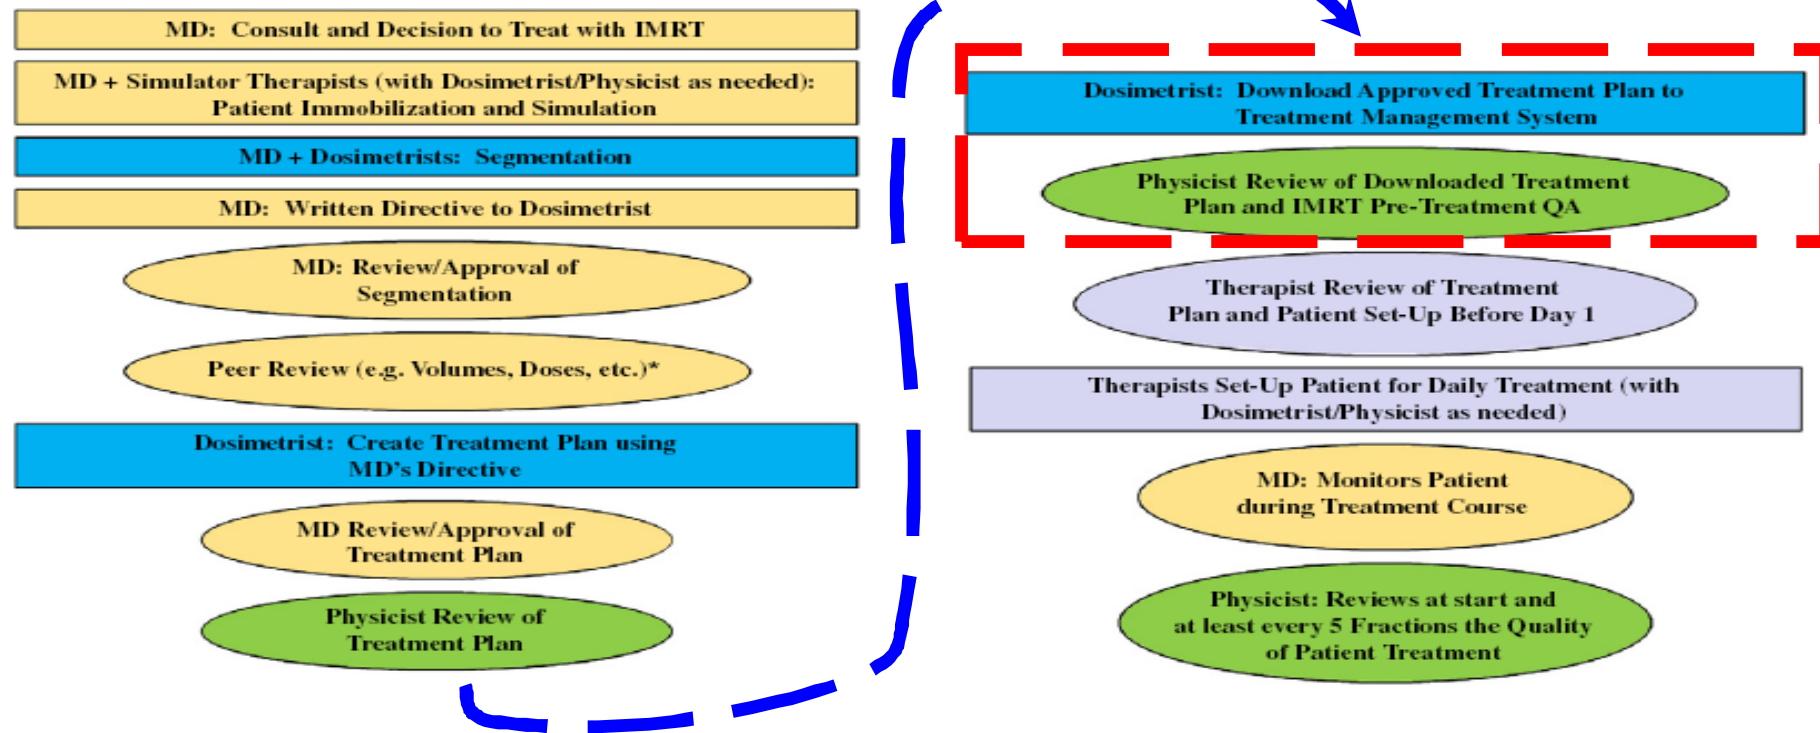 MD: Consult and Decision to Treat with IMRT
MD + Simulator Therapists (with Dosimetrist/Physicist as needed):
Patient Immobilization and Simulation
MD + Dosimetrists: Segmentation
MD: Written Directive to Dosimetrist
MD: Review/Approval of
Segmentation
Peer Review (e.g. Volumes, Doses, etc.)*
Dosimetrist: Create Treatment Plan using
MD's Directive
MD Review/Approval of
Treatment Plan
Physicist Review of
Treatment Plan
Dosimetrist: Download Approved Treatment Plan to
Treatment Management System
Physicist Review of Downloaded Treatment
Plan and IMRT Pre-Treatment QA
Therapist Review of Treatment
Plan and Patient Set-Up Before Day 1
Therapists Set-Up Patient for Daily Treatment (with
Dosimetrist/Physicist as needed)
MD: Monitors Patient
during Treatment Course
Physicist: Reviews at start and
at least every 5 Fractions the Quality
of Patient Treatment